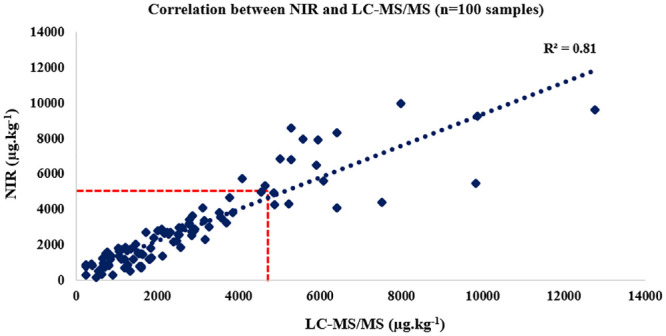 Correlation between NIR and LC-MS/MS (n=100 samples)
14000
R² = 0.81
12000
10000
8000
6000
4000
2000
0
NIR (µg.kg⁻¹)
0 2000 4000 6000 8000 10000 12000 14000
LC-MS/MS (µg.kg⁻¹)